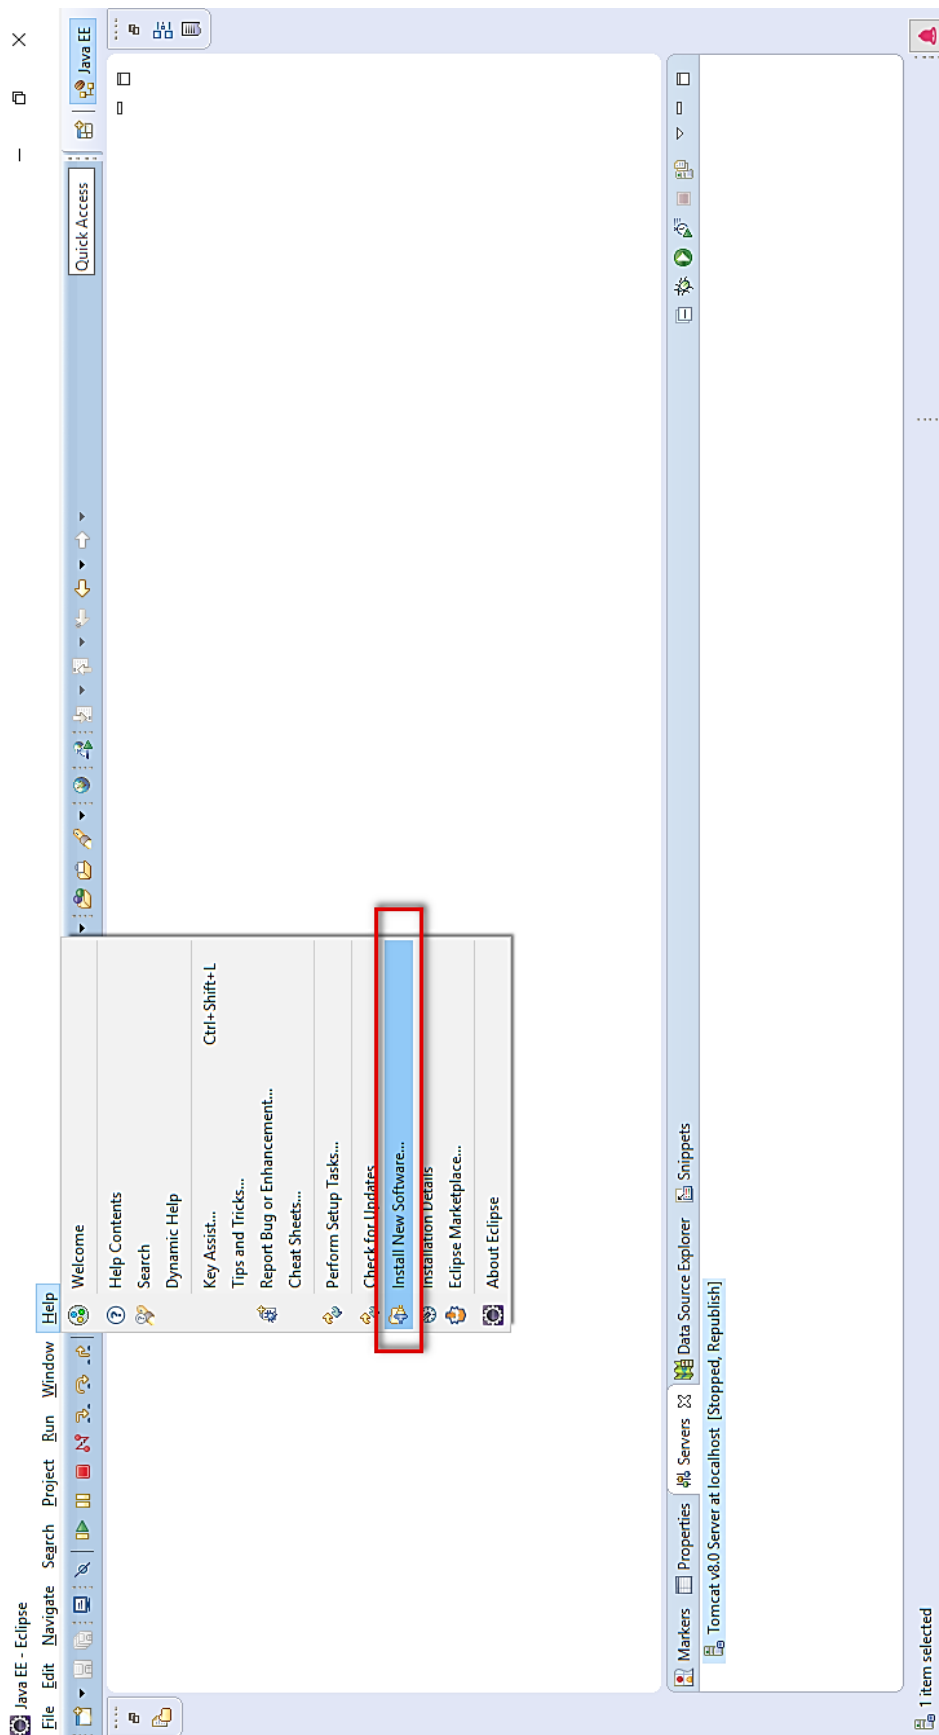 Java EE - Eclipse
File Edit Navigate Search Project Run Window Help
Quick Access
Java EE
Welcome
Help Contents
Search
Dynamic Help
Key Assist... Ctrl+Shift+L
Tips and Tricks...
Report Bug or Enhancement...
Cheat Sheets...
Perform Setup Tasks...
Check for Updates
Install New Software...
Installation Details
Eclipse Marketplace...
About Eclipse
Markers Properties Servers Data Source Explorer Snippets
Tomcat v8.0 Server at localhost [Stopped, Republish]
1 item selected